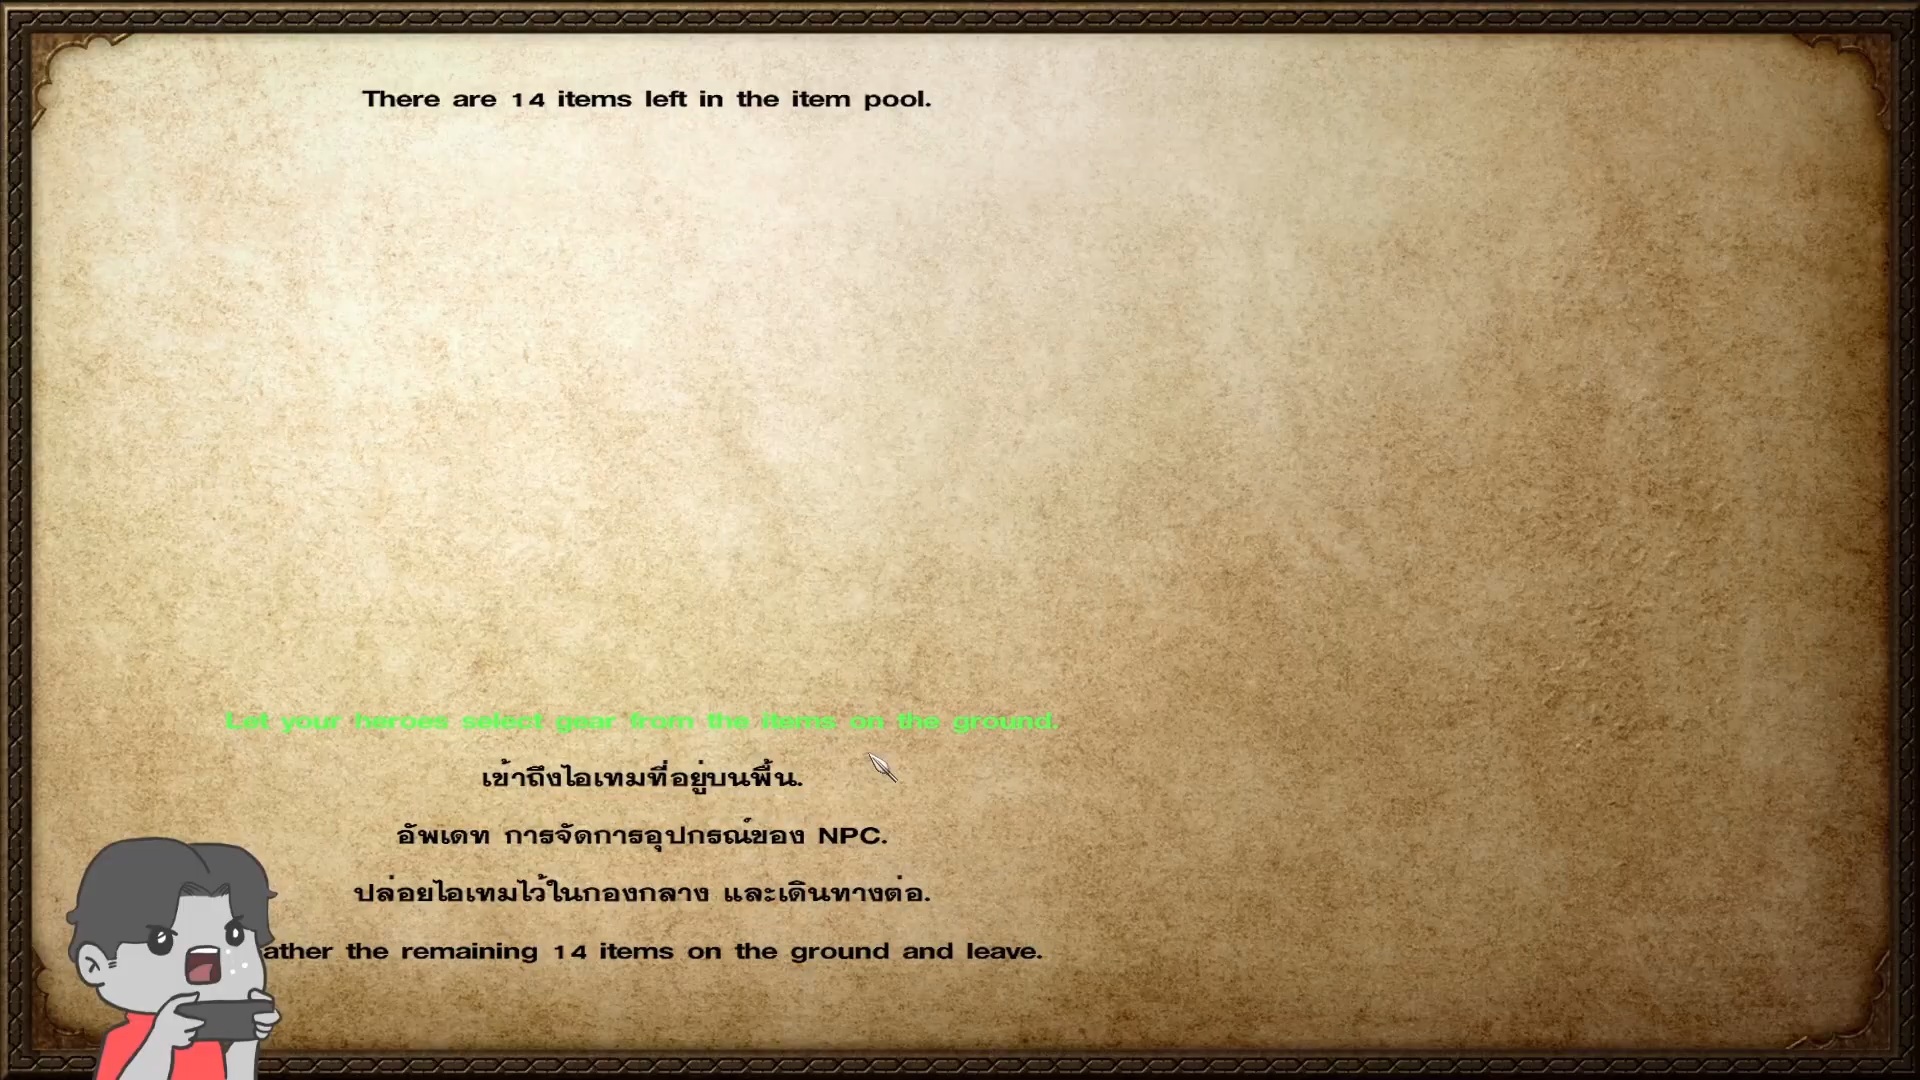 There are 14 items left in the item pool.
Let your heroes select gear from the items on the ground.
เข้าถึงไอเทมที่อยู่บนพื้น.
อัพเดท การจัดการอุปกรณ์ของ NPC.
ปล่อยไอเทมไว้ในกองกลาง และเดินทางต่อ.
ather the remaining 14 items on the ground and leave.